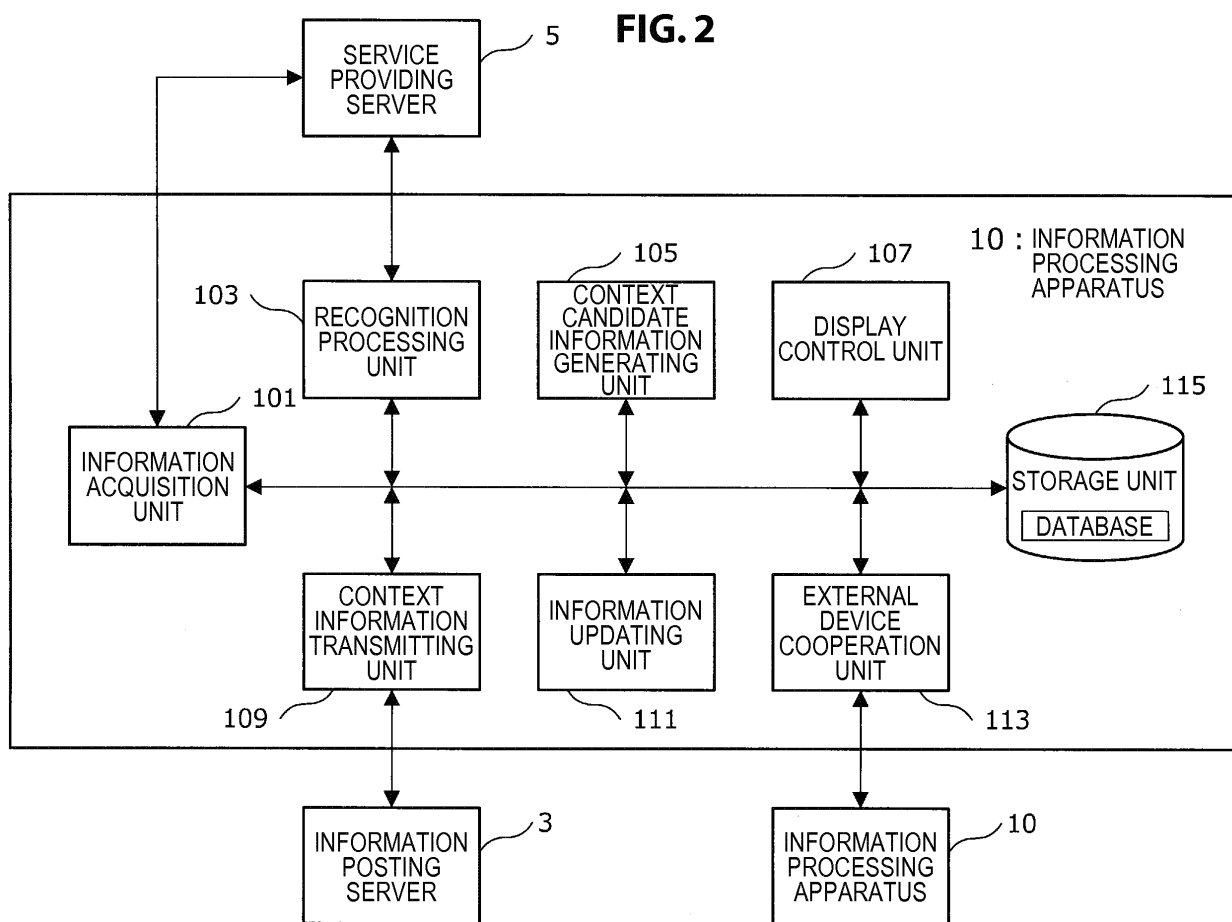 FIG. 2
5
SERVICE
PROVIDING
SERVER
10 : INFORMATION
PROCESSING
APPARATUS
103
RECOGNITION
PROCESSING
UNIT
105
CONTEXT
CANDIDATE
INFORMATION
GENERATING
UNIT
107
DISPLAY
CONTROL UNIT
101
INFORMATION
ACQUISITION
UNIT
115
STORAGE UNIT
DATABASE
CONTEXT
INFORMATION
TRANSMITTING
UNIT
109
INFORMATION
UPDATING
UNIT
111
EXTERNAL
DEVICE
COOPERATION
UNIT
113
3
INFORMATION
POSTING
SERVER
10
INFORMATION
PROCESSING
APPARATUS